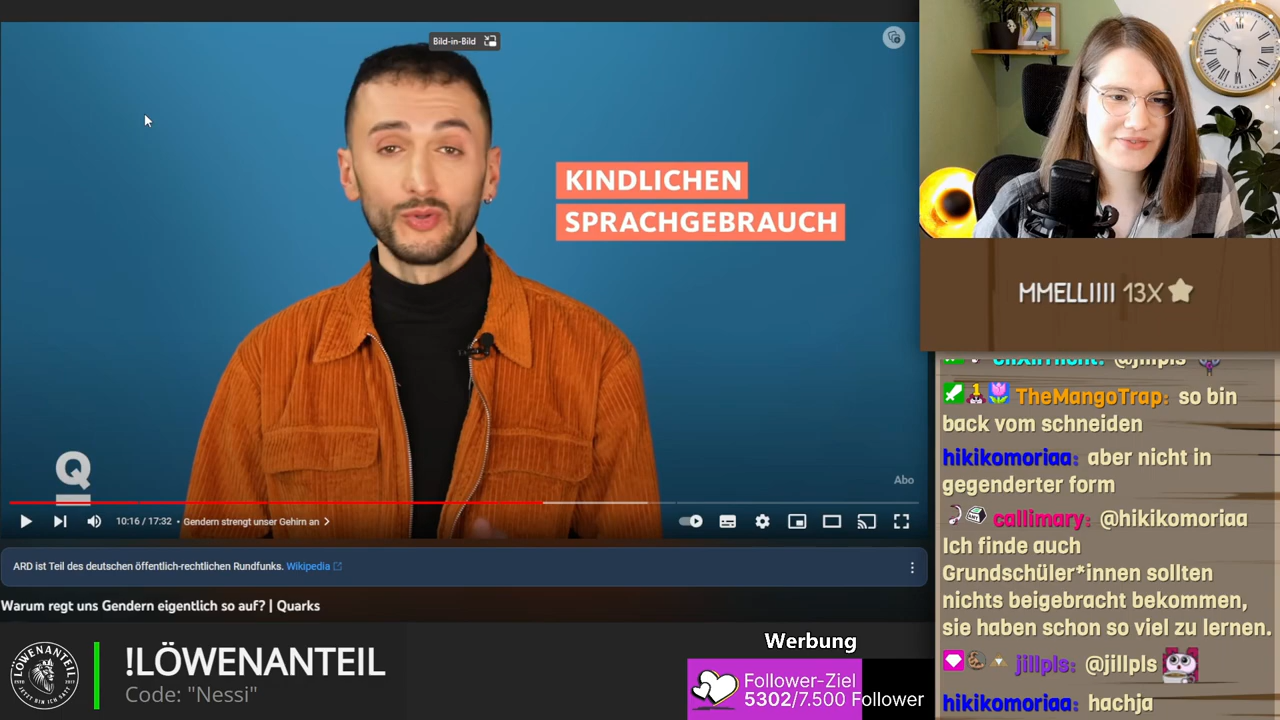 Bild-in-Bild
KINDLICHEN
SPRACHGEBRAUCH
Q
Abo
10:16 / 17:32 • Gendern strengt unser Gehirn an
ARD ist Teil des deutschen öffentlich-rechtlichen Rundfunks. Wikipedia
Warum regt uns Gendern eigentlich so auf? | Quarks
LÖWENANTEIL
!LÖWENANTEIL
Code: "Nessi"
Werbung
Follower-Ziel
5302/7.500 Follower
MMELLIIII 13X
@jillpls
TheMangoTrap: so bin
back vom schneiden
hikikomoriaa: aber nicht in
gegenderter form
callimary: @hikikomoriaa
Ich finde auch
Grundschüler*innen sollten
nichts beigebracht bekommen,
sie haben schon so viel zu lernen.
jillpls: @jillpls
hikikomoriaa: hachja